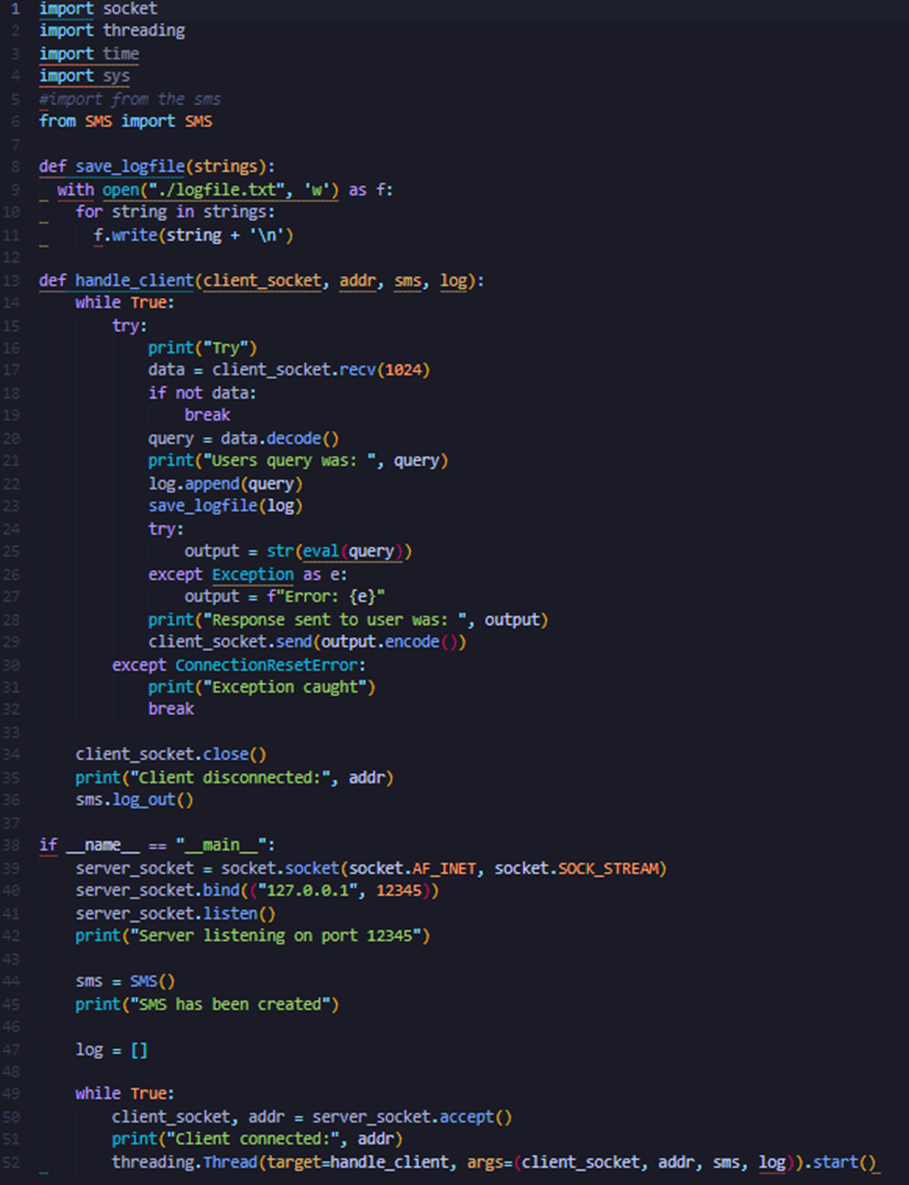 1 import socket
2 import threading
3 import time
4 import sys
5 #import from the sms
6 from SMS import SMS
7
8 def save_logfile(strings):
9   with open("./logfile.txt", 'w') as f:
10     for string in strings:
11       f.write(string + '\n')
12
13 def handle_client(client_socket, addr, sms, log):
14     while True:
15         try:
16             print("Try")
17             data = client_socket.recv(1024)
18             if not data:
19                 break
20             query = data.decode()
21             print("Users query was: ", query)
22             log.append(query)
23             save_logfile(log)
24             try:
25                 output = str(eval(query))
26             except Exception as e:
27                 output = f"Error: {e}"
28             print("Response sent to user was: ", output)
29             client_socket.send(output.encode())
30         except ConnectionResetError:
31             print("Exception caught")
32             break
33
34     client_socket.close()
35     print("Client disconnected:", addr)
36     sms.log_out()
37
38 if __name__ == "__main__":
39     server_socket = socket.socket(socket.AF_INET, socket.SOCK_STREAM)
40     server_socket.bind(("127.0.0.1", 12345))
41     server_socket.listen()
42     print("Server listening on port 12345")
43
44     sms = SMS()
45     print("SMS has been created")
46
47     log = []
48
49     while True:
50         client_socket, addr = server_socket.accept()
51         print("Client connected:", addr)
52         threading.Thread(target=handle_client, args=(client_socket, addr, sms, log)).start()